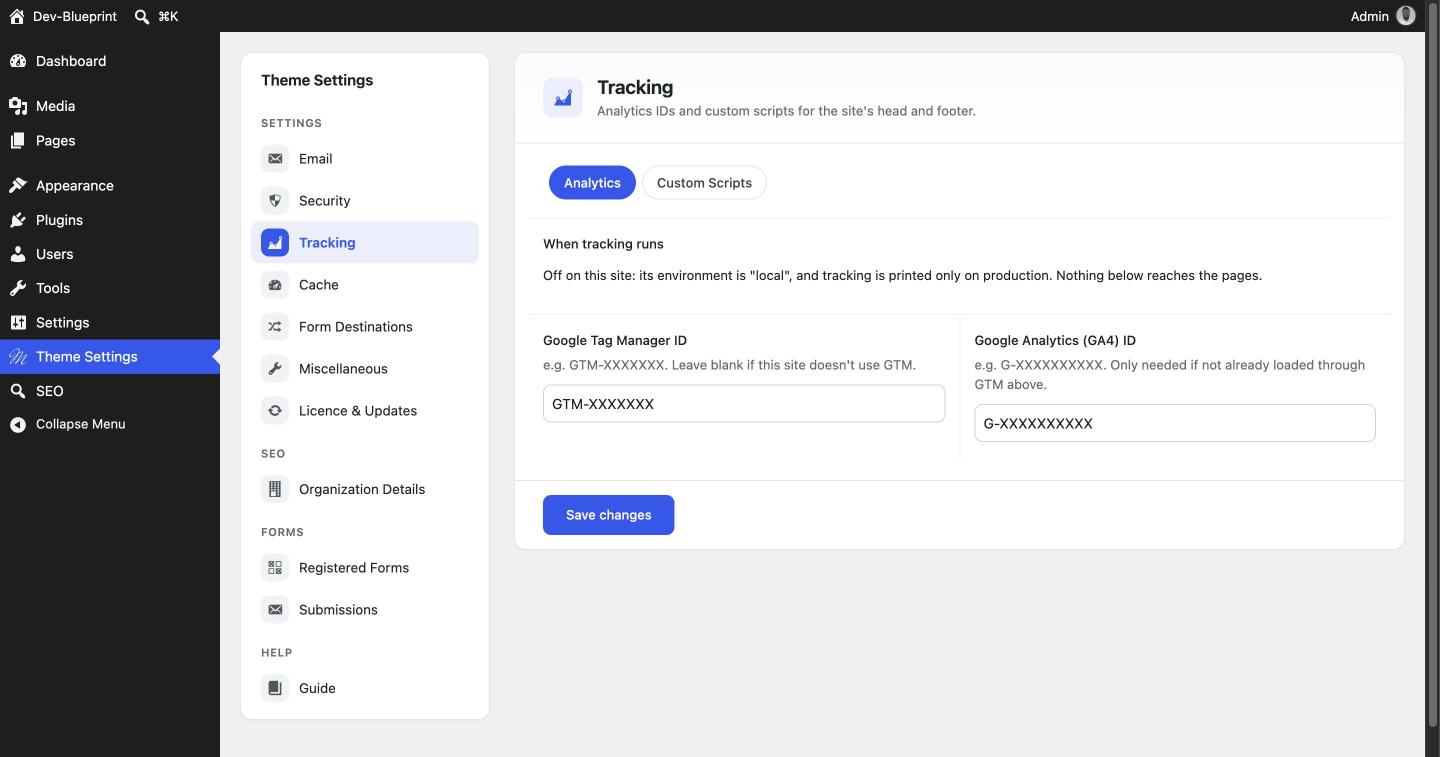 Dev-Blueprint
⌘K
Admin
Dashboard
Media
Pages
Appearance
Plugins
Users
Tools
Settings
Theme Settings
SEO
Collapse Menu
Theme Settings
SETTINGS
Email
Security
Tracking
Cache
Form Destinations
Miscellaneous
Licence & Updates
SEO
Organization Details
FORMS
Registered Forms
Submissions
HELP
Guide
Tracking
Analytics IDs and custom scripts for the site's head and footer.
Analytics
Custom Scripts
When tracking runs
Off on this site: its environment is "local", and tracking is printed only on production. Nothing below reaches the pages.
Google Tag Manager ID
e.g. GTM-XXXXXXX. Leave blank if this site doesn't use GTM.
GTM-XXXXXXX
Google Analytics (GA4) ID
e.g. G-XXXXXXXXXX. Only needed if not already loaded through
GTM above.
G-XXXXXXXXXX
Save changes